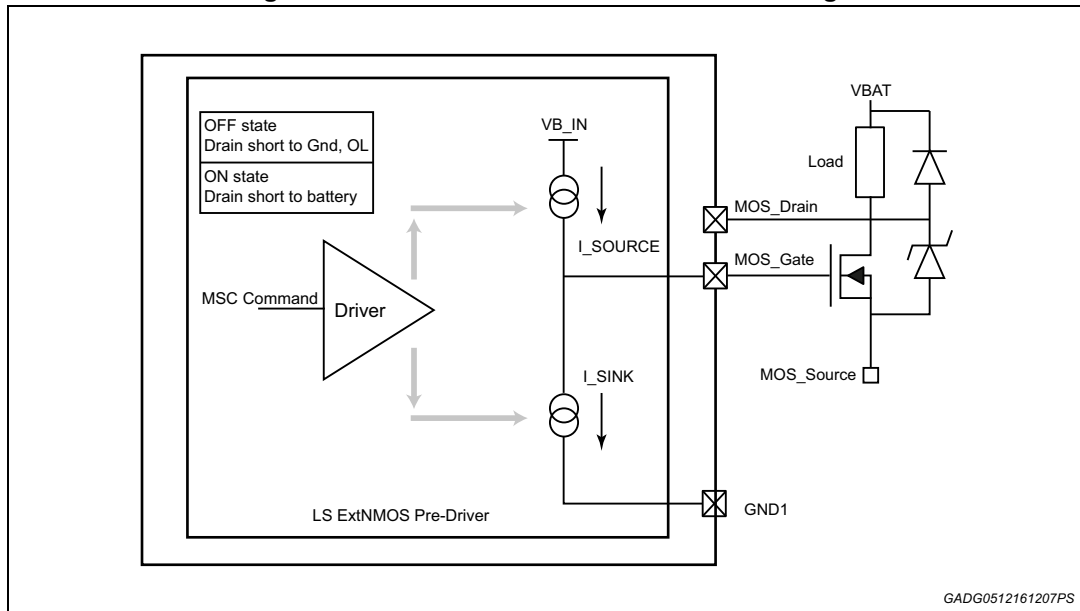 OFF state
Drain short to Gnd, OL
ON state
Drain short to battery
VB_IN
I_SOURCE
MSC Command
Driver
I_SINK
LS ExtNMOS Pre-Driver
VBAT
Load
MOS_Drain
MOS_Gate
MOS_Source
GND1
GADG0512161207PS